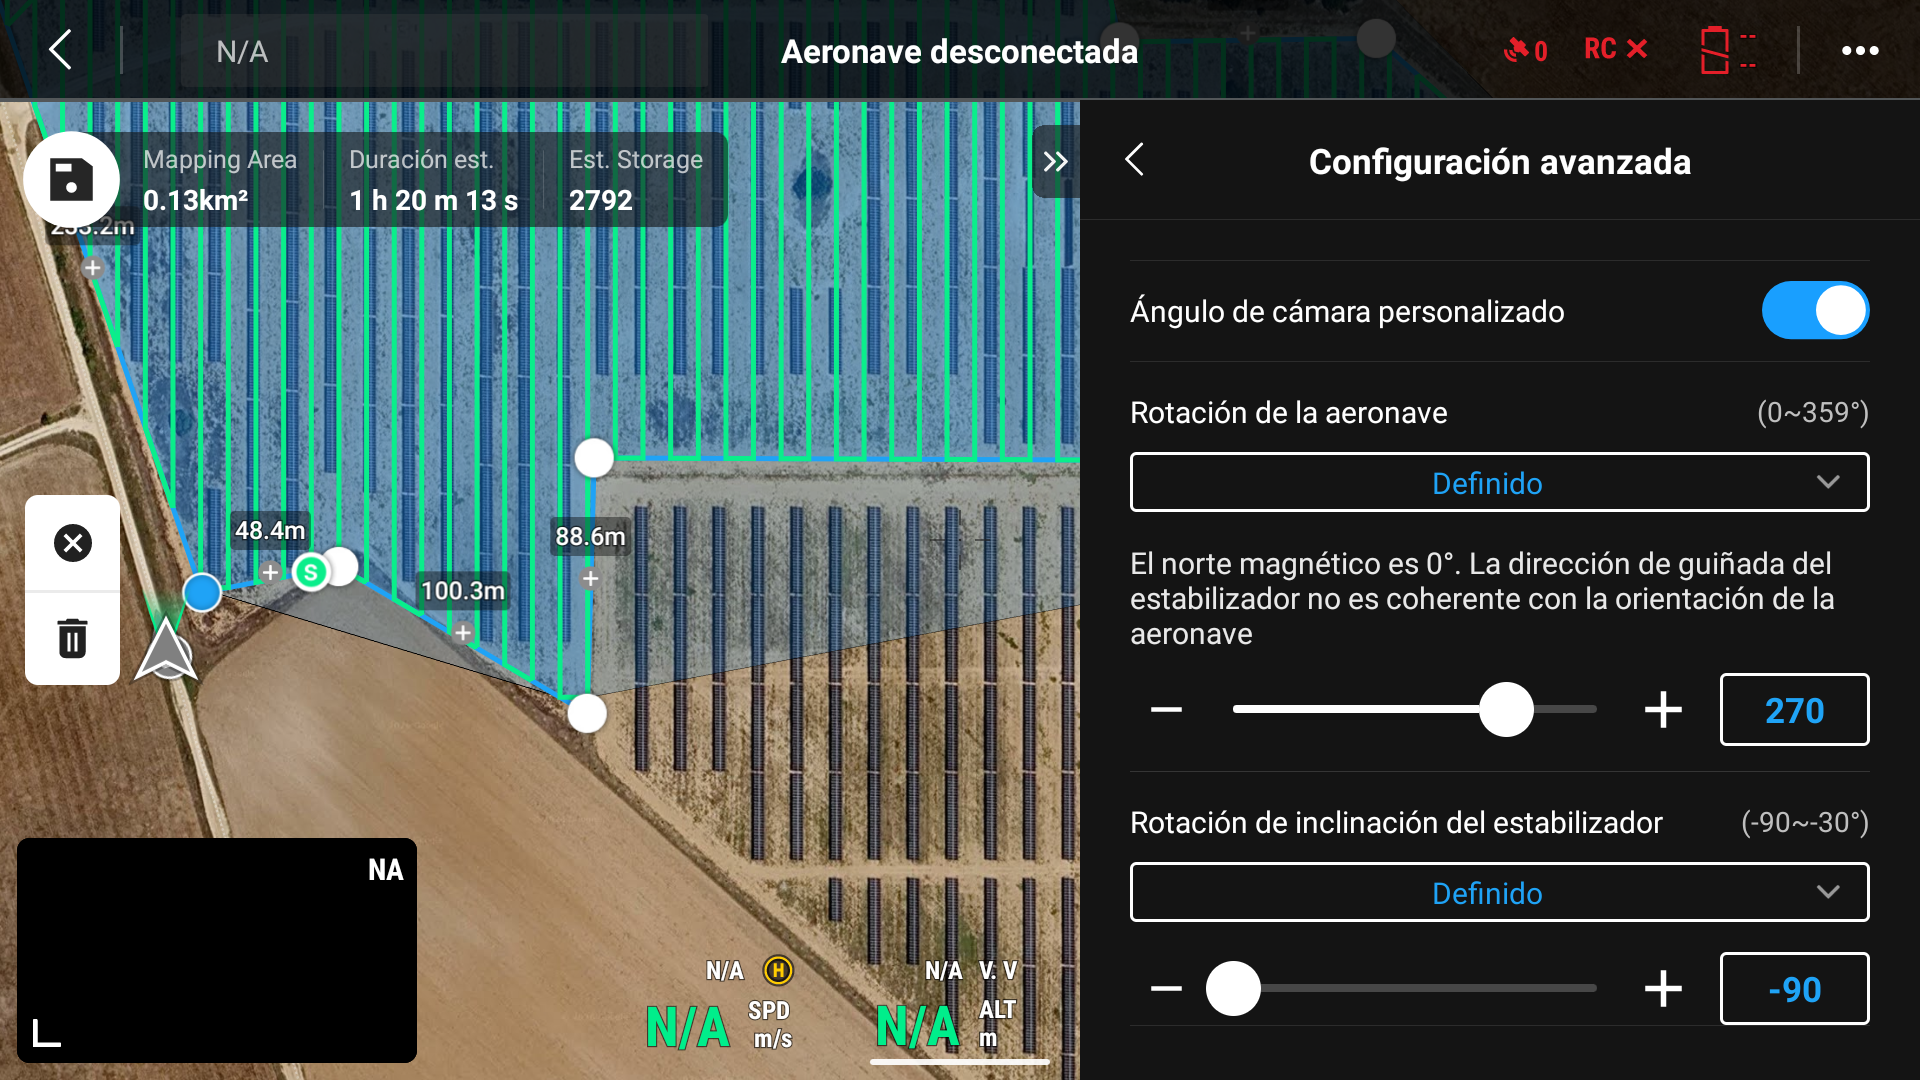 N/A
Aeronave desconectada
0
RC
--
--
Mapping Area
0.13km²
Duración est.
1 h 20 m 13 s
Est. Storage
2792
48.4m
S
100.3m
88.6m
NA
N/A
H
N/A
SPD
m/s
N/A
V. V
N/A
ALT
m
Configuración avanzada
Ángulo de cámara personalizado
Rotación de la aeronave
(0~359°)
Definido
El norte magnético es 0°. La dirección de guiñada del
estabilizador no es coherente con la orientación de la
aeronave
270
Rotación de inclinación del estabilizador
(-90~-30°)
Definido
-90